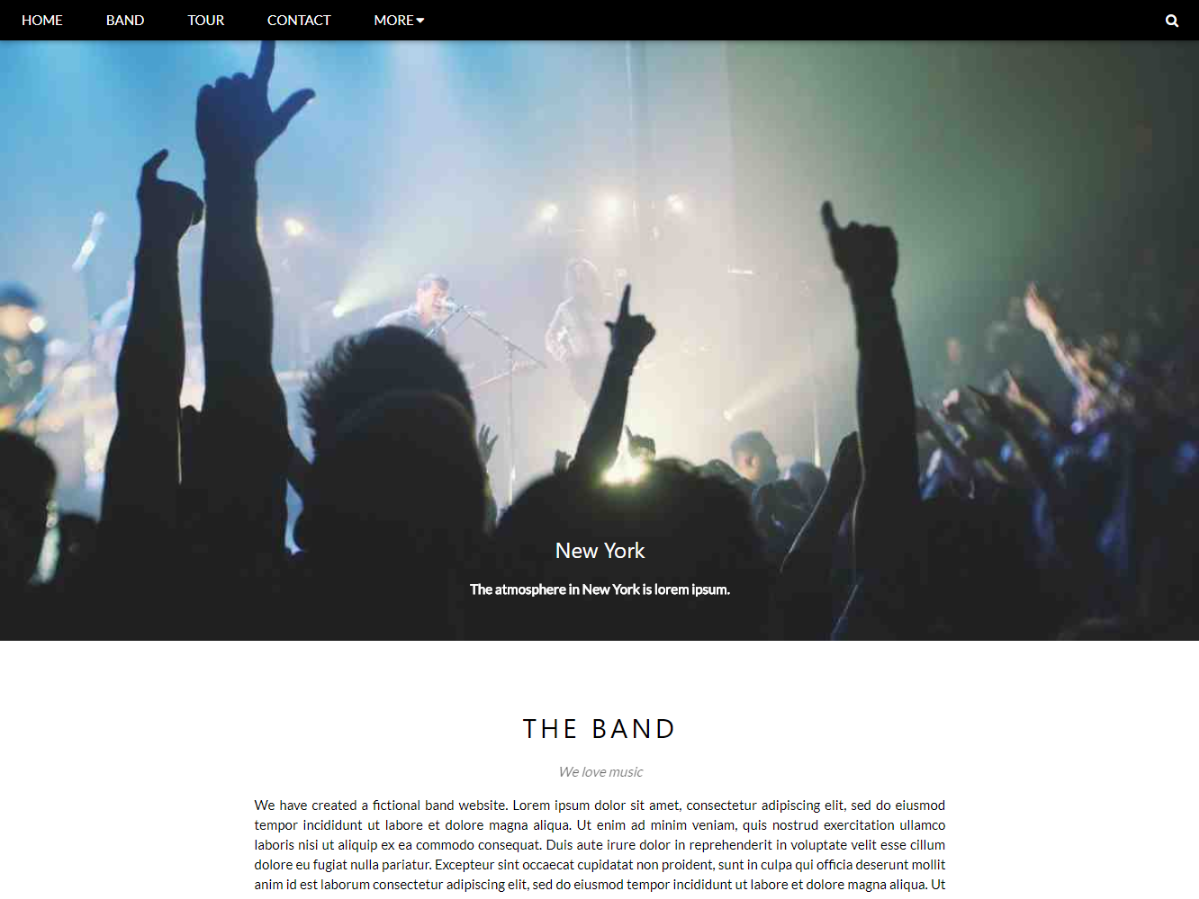 HOME BAND TOUR CONTACT MORE
New York
The atmosphere in New York is lorem ipsum.
THE BAND
We love music
We have created a fictional band website. Lorem ipsum dolor sit amet, consectetur adipiscing elit, sed do eiusmod
tempor incididunt ut labore et dolore magna aliqua. Ut enim ad minim veniam, quis nostrud exercitation ullamco
laboris nisi ut aliquip ex ea commodo consequat. Duis aute irure dolor in reprehenderit in voluptate velit esse cillum
dolore eu fugiat nulla pariatur. Excepteur sint occaecat cupidatat non proident, sunt in culpa qui officia deserunt mollit
anim id est laborum consectetur adipiscing elit, sed do eiusmod tempor incididunt ut labore et dolore magna aliqua. Ut